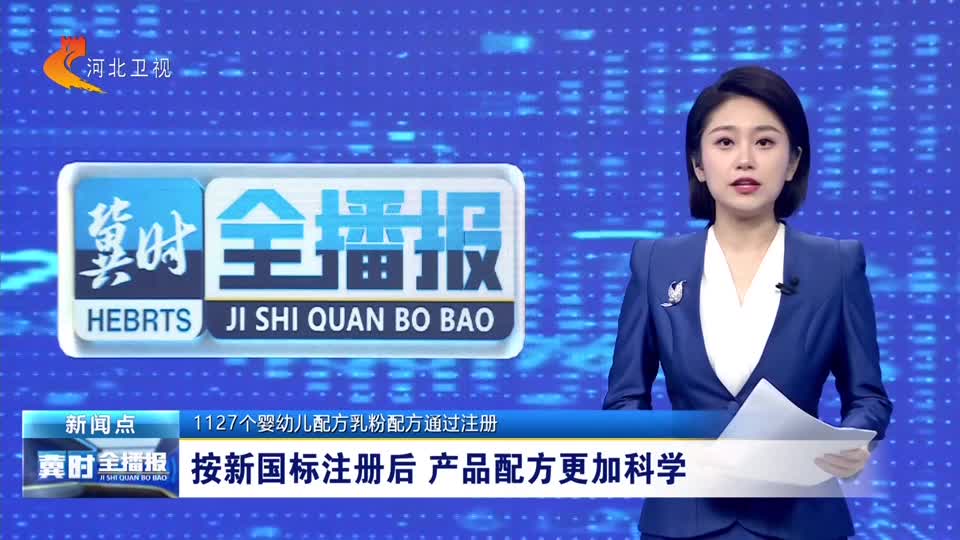 河北卫视
冀时
全播报
HEBRTS
JI SHI QUAN BO BAO
新闻点
1127个婴幼儿配方乳粉配方通过注册
冀时
全播报
JI SHI QUAN BO BAO
按新国标注册后 产品配方更加科学